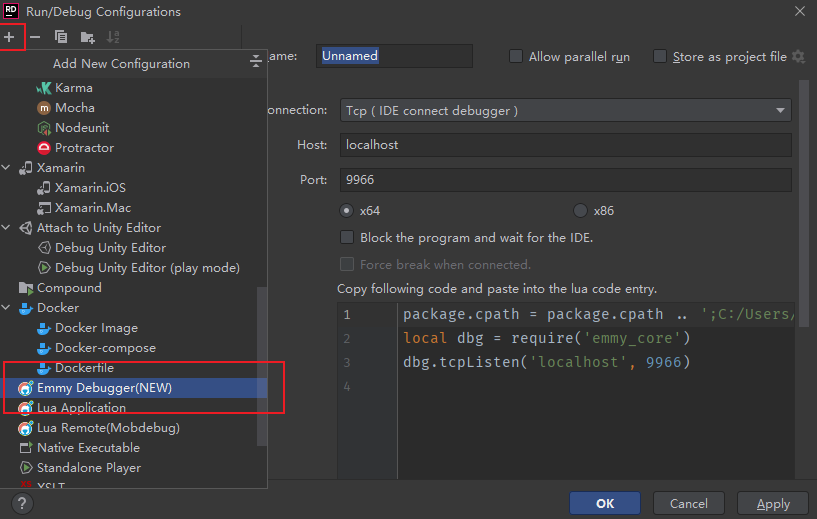 RD Run/Debug Configurations
Add New Configuration
Karma
Mocha
Nodeunit
Protractor
Xamarin
Xamarin.iOS
Xamarin.Mac
Attach to Unity Editor
Debug Unity Editor
Debug Unity Editor (play mode)
Compound
Docker
Docker Image
Docker-compose
Dockerfile
Emmy Debugger(NEW)
Lua Application
Lua Remote(Mobdebug)
Native Executable
Standalone Player
XSLT
ame: Unnamed
Allow parallel run
Store as project file
onnection: Tcp ( IDE connect debugger )
Host: localhost
Port: 9966
x64
x86
Block the program and wait for the IDE.
Force break when connected.
Copy following code and paste into the lua code entry.
1 package.cpath = package.cpath .. ';C:/Users/
2 local dbg = require('emmy_core')
3 dbg.tcpListen('localhost', 9966)
4
?
OK
Cancel
Apply